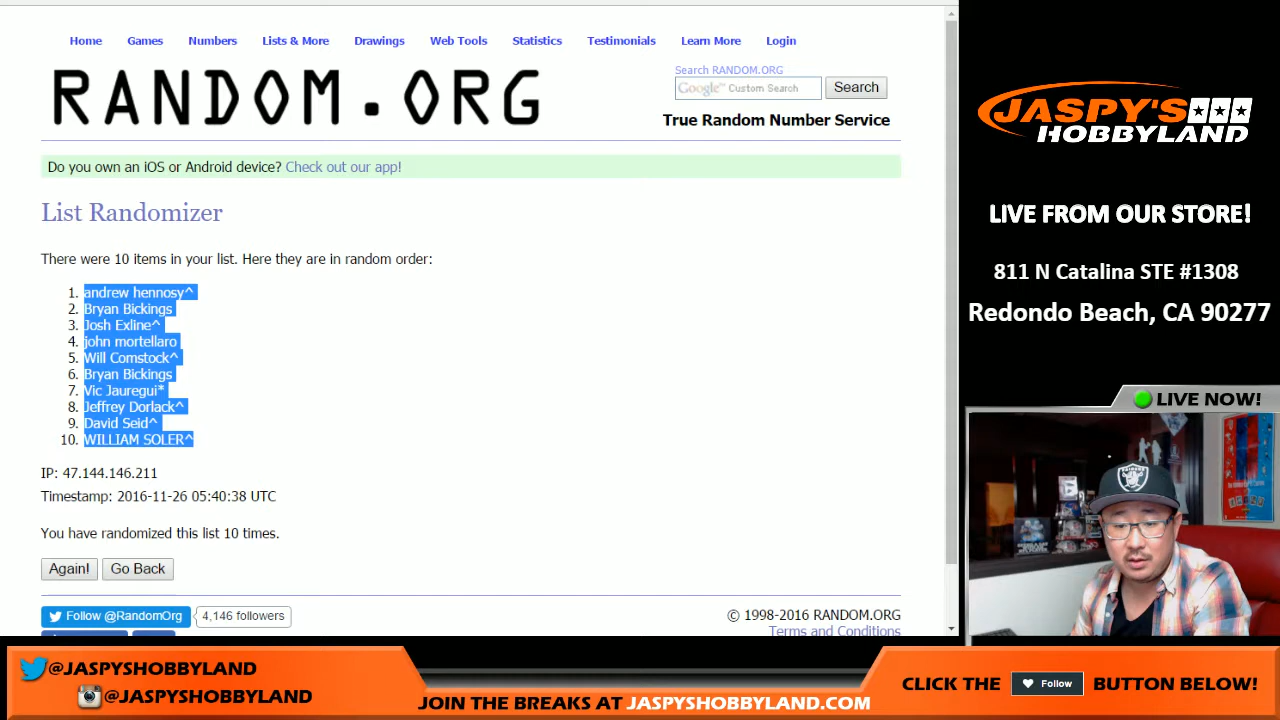 Home Games Numbers Lists & More Drawings Web Tools Statistics Testimonials Learn More Login
RANDOM.ORG
Search RANDOM.ORG
Google™ Custom Search Search
True Random Number Service
Do you own an iOS or Android device? Check out our app!
List Randomizer
There were 10 items in your list. Here they are in random order:
1. andrew hennosy^
2. Bryan Bickings
3. Josh Exline^
4. john mortellaro
5. Will Comstock^
6. Bryan Bickings
7. Vic Jauregui*
8. Jeffrey Dorlack^
9. David Seid^
10. WILLIAM SOLER^
IP: 47.144.146.211
Timestamp: 2016-11-26 05:40:38 UTC
You have randomized this list 10 times.
Again! Go Back
Follow @RandomOrg 4,146 followers
© 1998-2016 RANDOM.ORG
Terms and Conditions
JASPY'S
HOBBYLAND
LIVE FROM OUR STORE!
811 N Catalina STE #1308
Redondo Beach, CA 90277
LIVE NOW!
RAIDERS
@JASPYSHOBBYLAND
@JASPYSHOBBYLAND
JOIN THE BREAKS AT JASPYSHOBBYLAND.COM
CLICK THE Follow BUTTON BELOW!